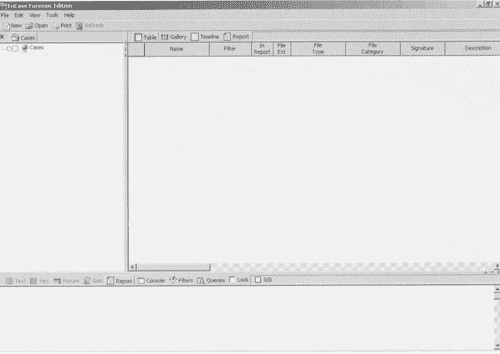 EnCase Forensic Edition
File Edit View Tools Help
New Open Print Refresh
Cases
Table Gallery Timeline Report
Name Filter In Report File Ext File Type File Category Signature Description
Cases
Text Hex Picture Disk Report Console Filters Queries Lock 0/0